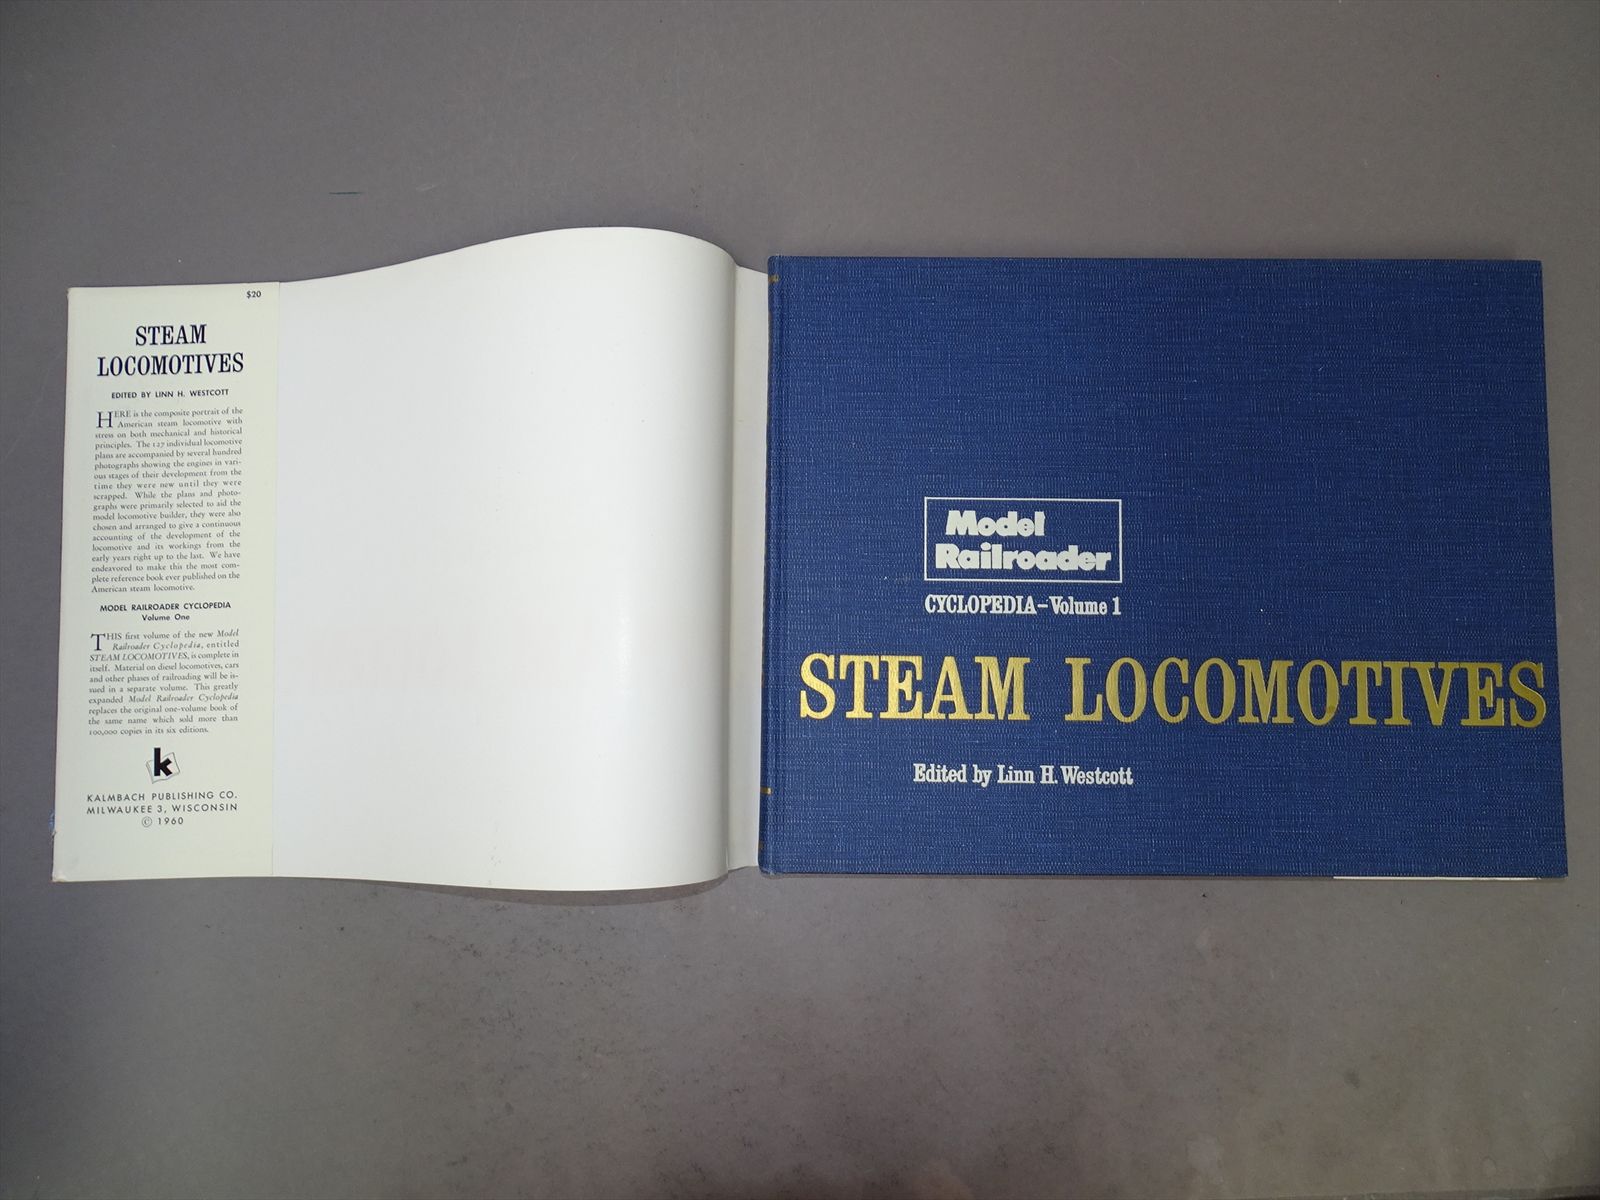 $20
STEAM
LOCOMOTIVES
EDITED BY LINN H. WESTCOTT
HERE is the composite portrait of the
American steam locomotive with
stress on both mechanical and historical
principles. The 127 individual locomotive
plans are accompanied by several hundred
photographs showing the engines in vari-
ous stages of their development from the
time they were new until they were
scrapped. While the plans and photo-
graphs were primarily selected to aid the
model locomotive builder, they were also
chosen and arranged to give a continuous
accounting of the development of the
locomotive and its workings from the
early years right up to the last. We have
endeavored to make this the most com-
plete reference book ever published on the
American steam locomotive.
MODEL RAILROADER CYCLOPEDIA
Volume One
THIS first volume of the new Model
Railroader Cyclopedia, entitled
STEAM LOCOMOTIVES, is complete in
itself. Material on diesel locomotives, cars
and other phases of railroading will be is-
sued in a separate volume. This greatly
expanded Model Railroader Cyclopedia
replaces the original one-volume book of
the same name which sold more than
100,000 copies in its six editions.
k
KALMBACH PUBLISHING CO.
MILWAUKEE 3, WISCONSIN
© 1960
Model
Railroader
CYCLOPEDIA–Volume 1
STEAM LOCOMOTIVES
Edited by Linn H. Westcott